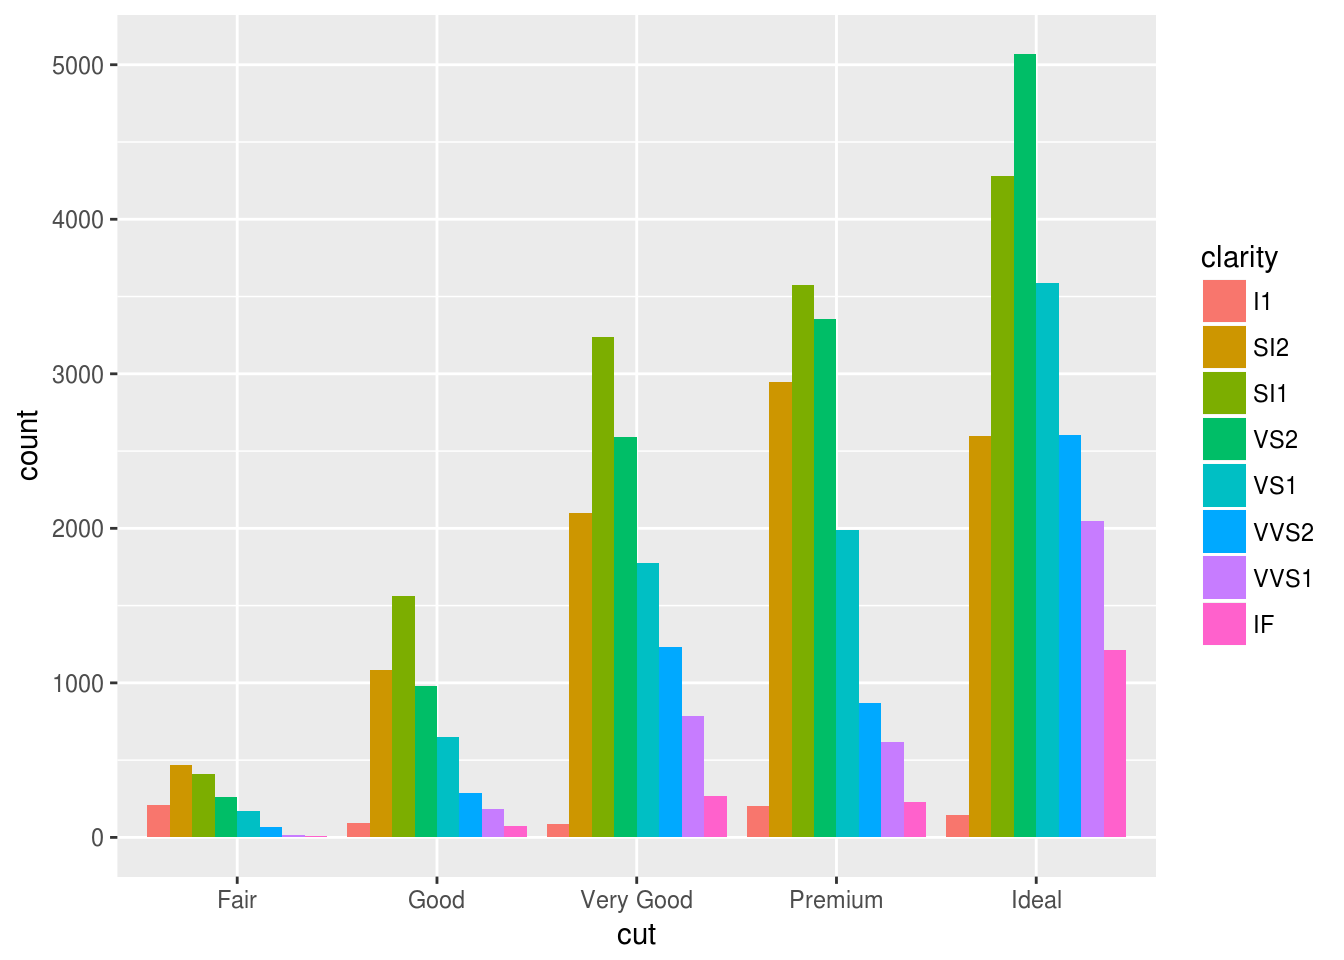 5000
4000
3000
2000
1000
0
count
Fair
Good
Very Good
Premium
Ideal
cut
clarity
I1
SI2
SI1
VS2
VS1
VVS2
VVS1
IF